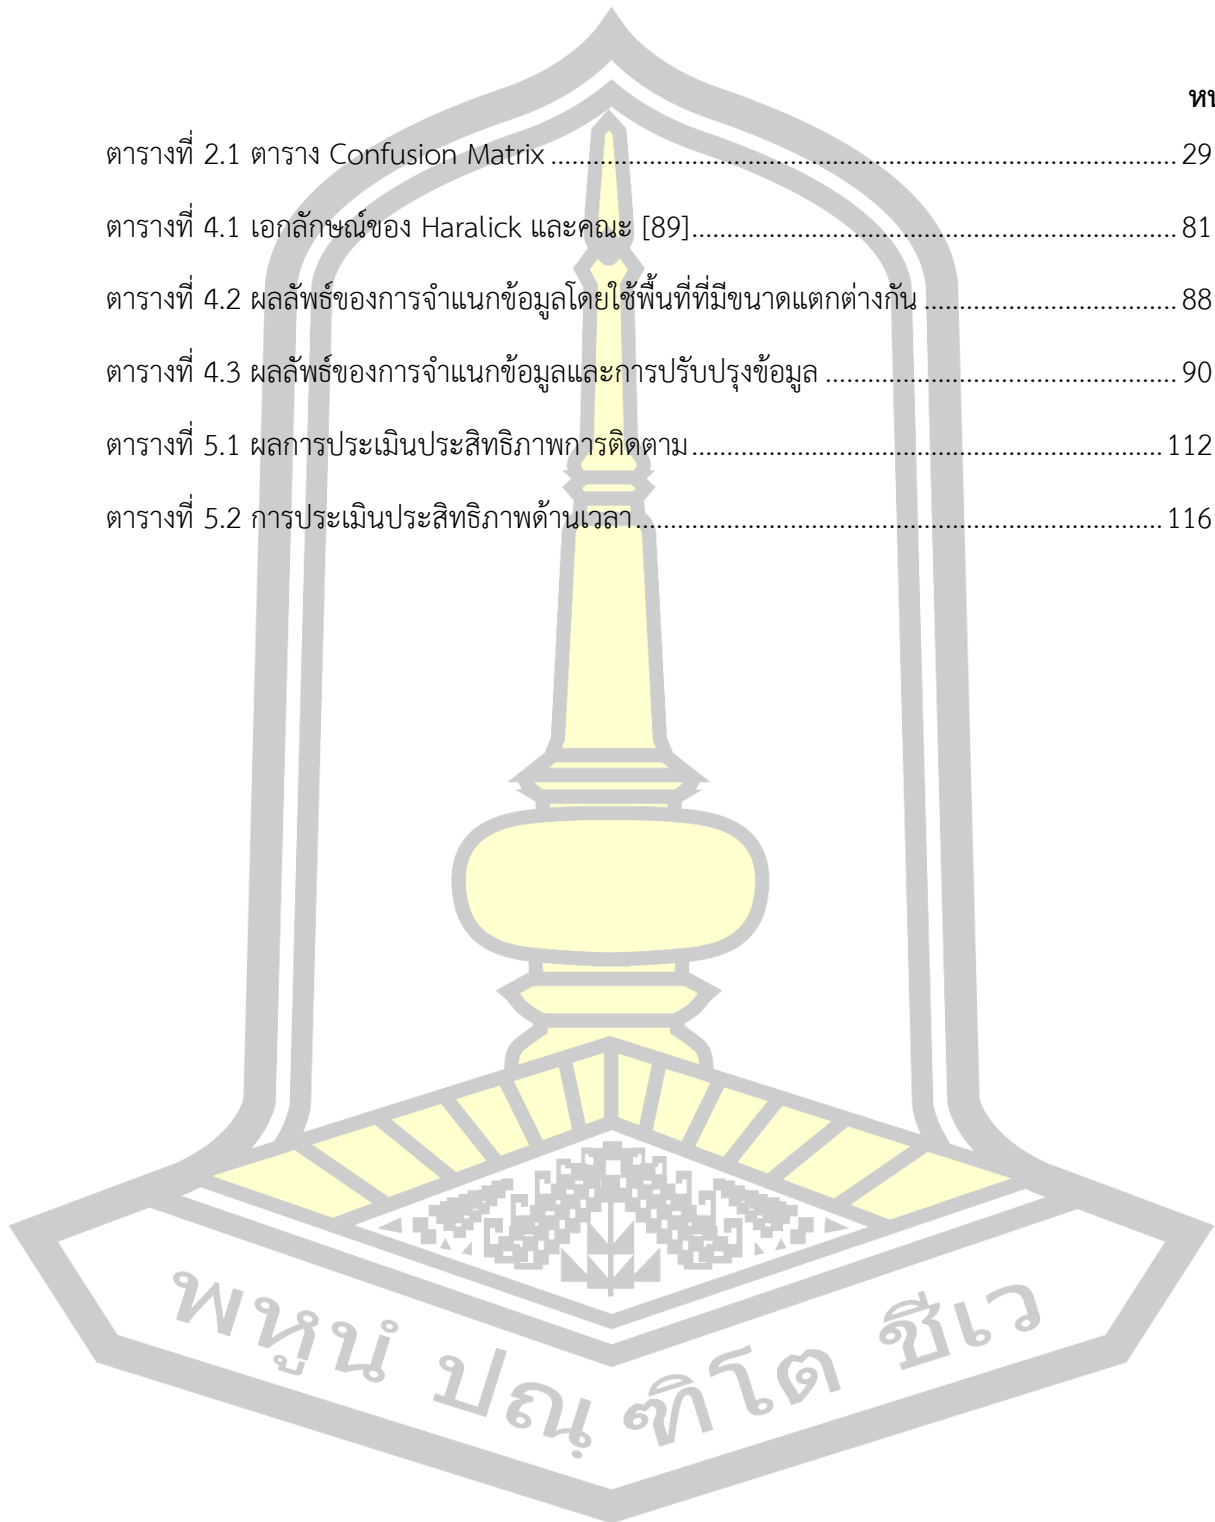 ตารางที่ 2.1 ตาราง Confusion Matrix ........................................................................................ 29
ตารางที่ 4.1 เอกลักษณ์ของ Haralick และคณะ [89]..................................................................... 81
ตารางที่ 4.2 ผลลัพธ์ของการจำแนกข้อมูลโดยใช้พื้นที่ที่มีขนาดแตกต่างกัน .................................... 88
ตารางที่ 4.3 ผลลัพธ์ของการจำแนกข้อมูลและการปรับปรุงข้อมูล .................................................. 90
ตารางที่ 5.1 ผลการประเมินประสิทธิภาพการติดตาม................................................................... 112
ตารางที่ 5.2 การประเมินประสิทธิภาพด้านเวลา........................................................................... 116
พหูนํ ปณฺ ฑิโต ชีเว